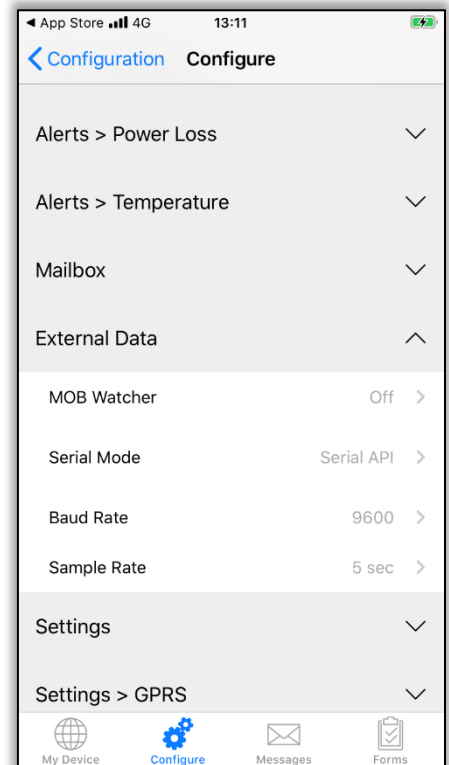 App Store 4G 13:11
Configuration Configure
Alerts > Power Loss
Alerts > Temperature
Mailbox
External Data
MOB Watcher Off
Serial Mode Serial API
Baud Rate 9600
Sample Rate 5 sec
Settings
Settings > GPRS
My Device Configure Messages Forms